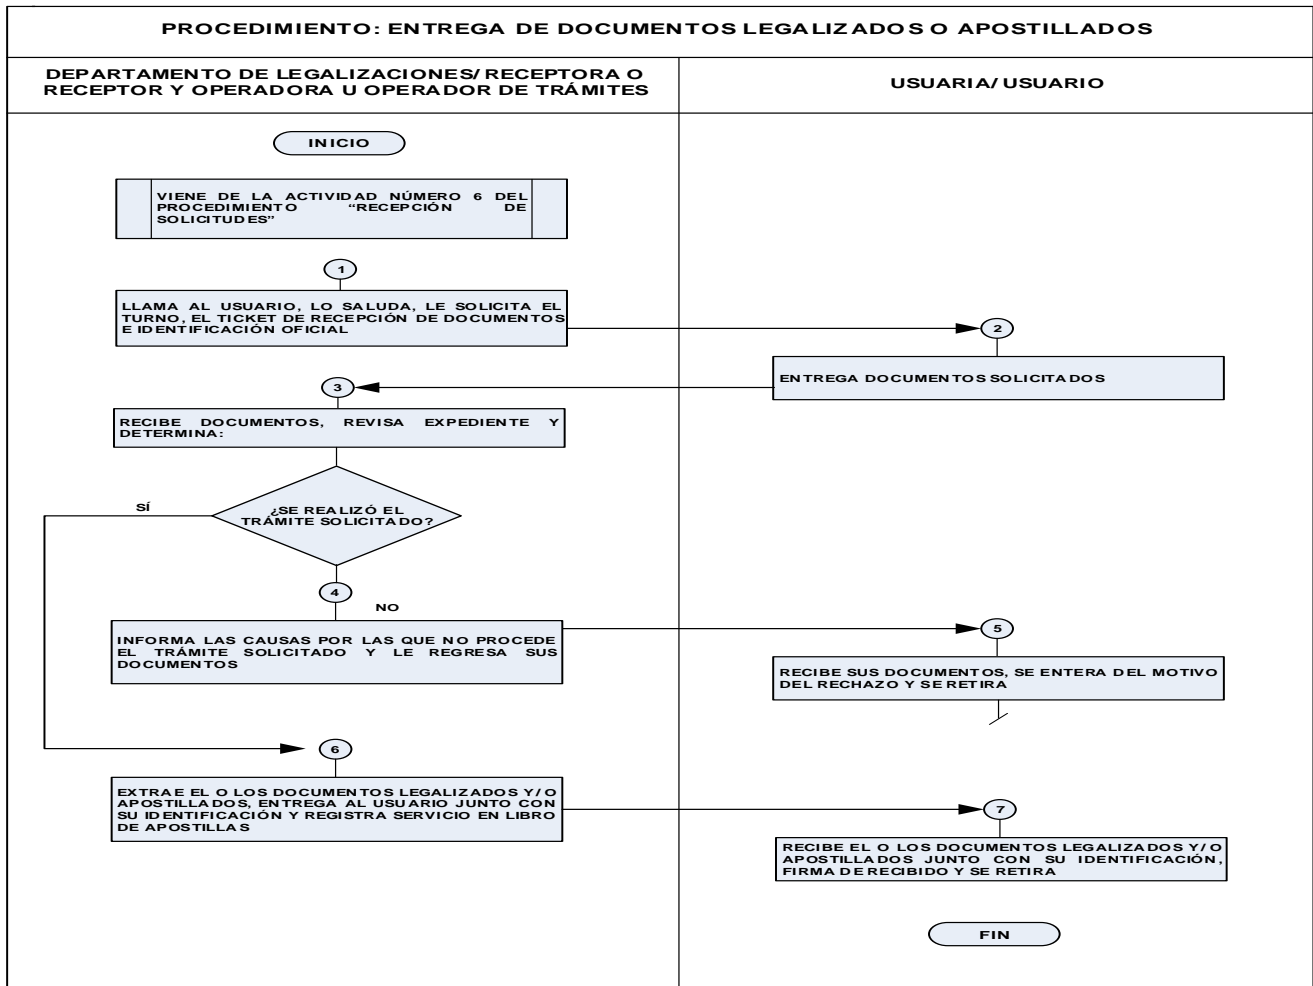 PROCEDIMIENTO: ENTREGA DE DOCUMENTOS LEGALIZADOS O APOSTILLADOS
DEPARTAMENTO DE LEGALIZACIONES/RECEPTORA O
RECEPTOR Y OPERADORA U OPERADOR DE TRÁMITES
USUARIA/USUARIO
INICIO
VIENE DE LA ACTIVIDAD NÚMERO 6 DEL
PROCEDIMIENTO “RECEPCIÓN DE
SOLICITUDES”
1
LLAMA AL USUARIO, LO SALUDA, LE SOLICITA EL
TURNO, EL TICKET DE RECEPCIÓN DE DOCUMENTOS
E IDENTIFICACIÓN OFICIAL
2
ENTREGA DOCUMENTOS SOLICITADOS
3
RECIBE DOCUMENTOS, REVISA EXPEDIENTE Y
DETERMINA:
SÍ
¿SE REALIZÓ EL
TRÁMITE SOLICITADO?
4
NO
INFORMA LAS CAUSAS POR LAS QUE NO PROCEDE
EL TRÁMITE SOLICITADO Y LE REGRESA SUS
DOCUMENTOS
5
RECIBE SUS DOCUMENTOS, SE ENTERA DEL MOTIVO
DEL RECHAZO Y SE RETIRA
6
EXTRAE EL O LOS DOCUMENTOS LEGALIZADOS Y/O
APOSTILLADOS, ENTREGA AL USUARIO JUNTO CON
SU IDENTIFICACIÓN Y REGISTRA SERVICIO EN LIBRO
DE APOSTILLAS
7
RECIBE EL O LOS DOCUMENTOS LEGALIZADOS Y/O
APOSTILLADOS JUNTO CON SU IDENTIFICACIÓN,
FIRMA DE RECIBIDO Y SE RETIRA
FIN